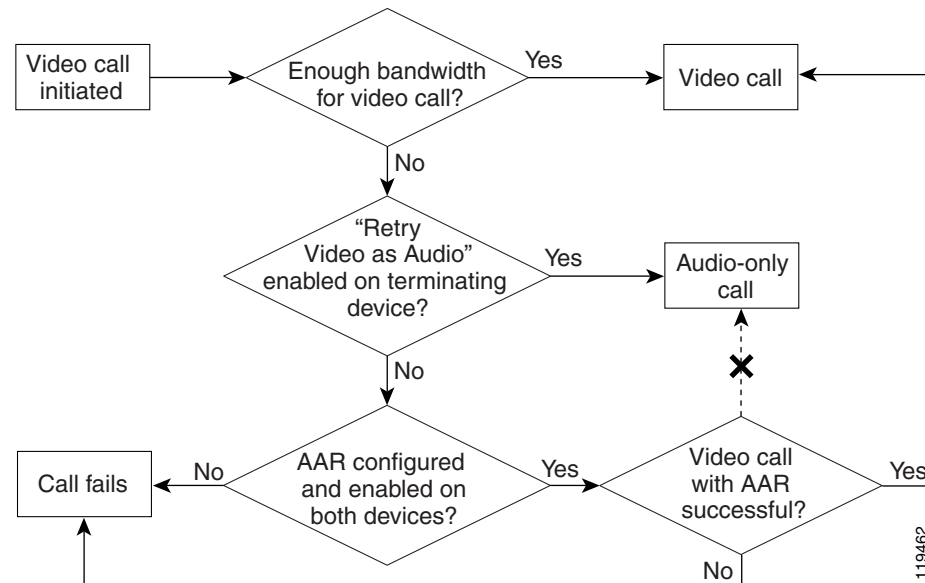 Video call
initiated
Enough bandwidth
for video call?
Yes
Video call
No
“Retry
Video as Audio”
enabled on terminating
device?
Yes
Audio-only
call
No
Call fails
No
AAR configured
and enabled on
both devices?
Yes
Video call
with AAR
successful?
Yes
No
119462